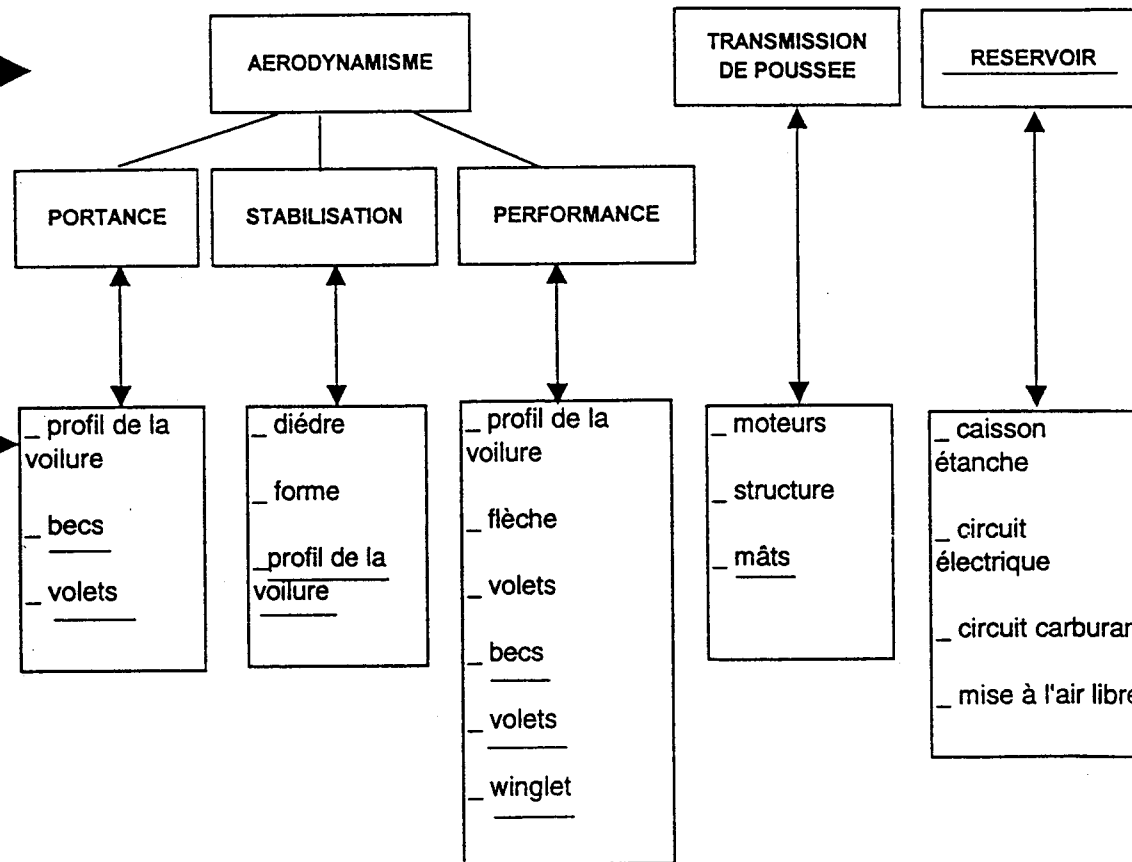 AERODYNAMISME
TRANSMISSION
DE POUSSEE
RESERVOIR
PORTANCE
STABILISATION
PERFORMANCE
_ profil de la
voilure
_ becs
_ volets
_ diédre
_ forme
_ profil de la
voilure
_ profil de la
voilure
_ flèche
_ volets
_ becs
_ volets
_ winglet
_ moteurs
_ structure
_ mâts
_ caisson
étanche
_ circuit
électrique
_ circuit carburan
_ mise à l'air libre